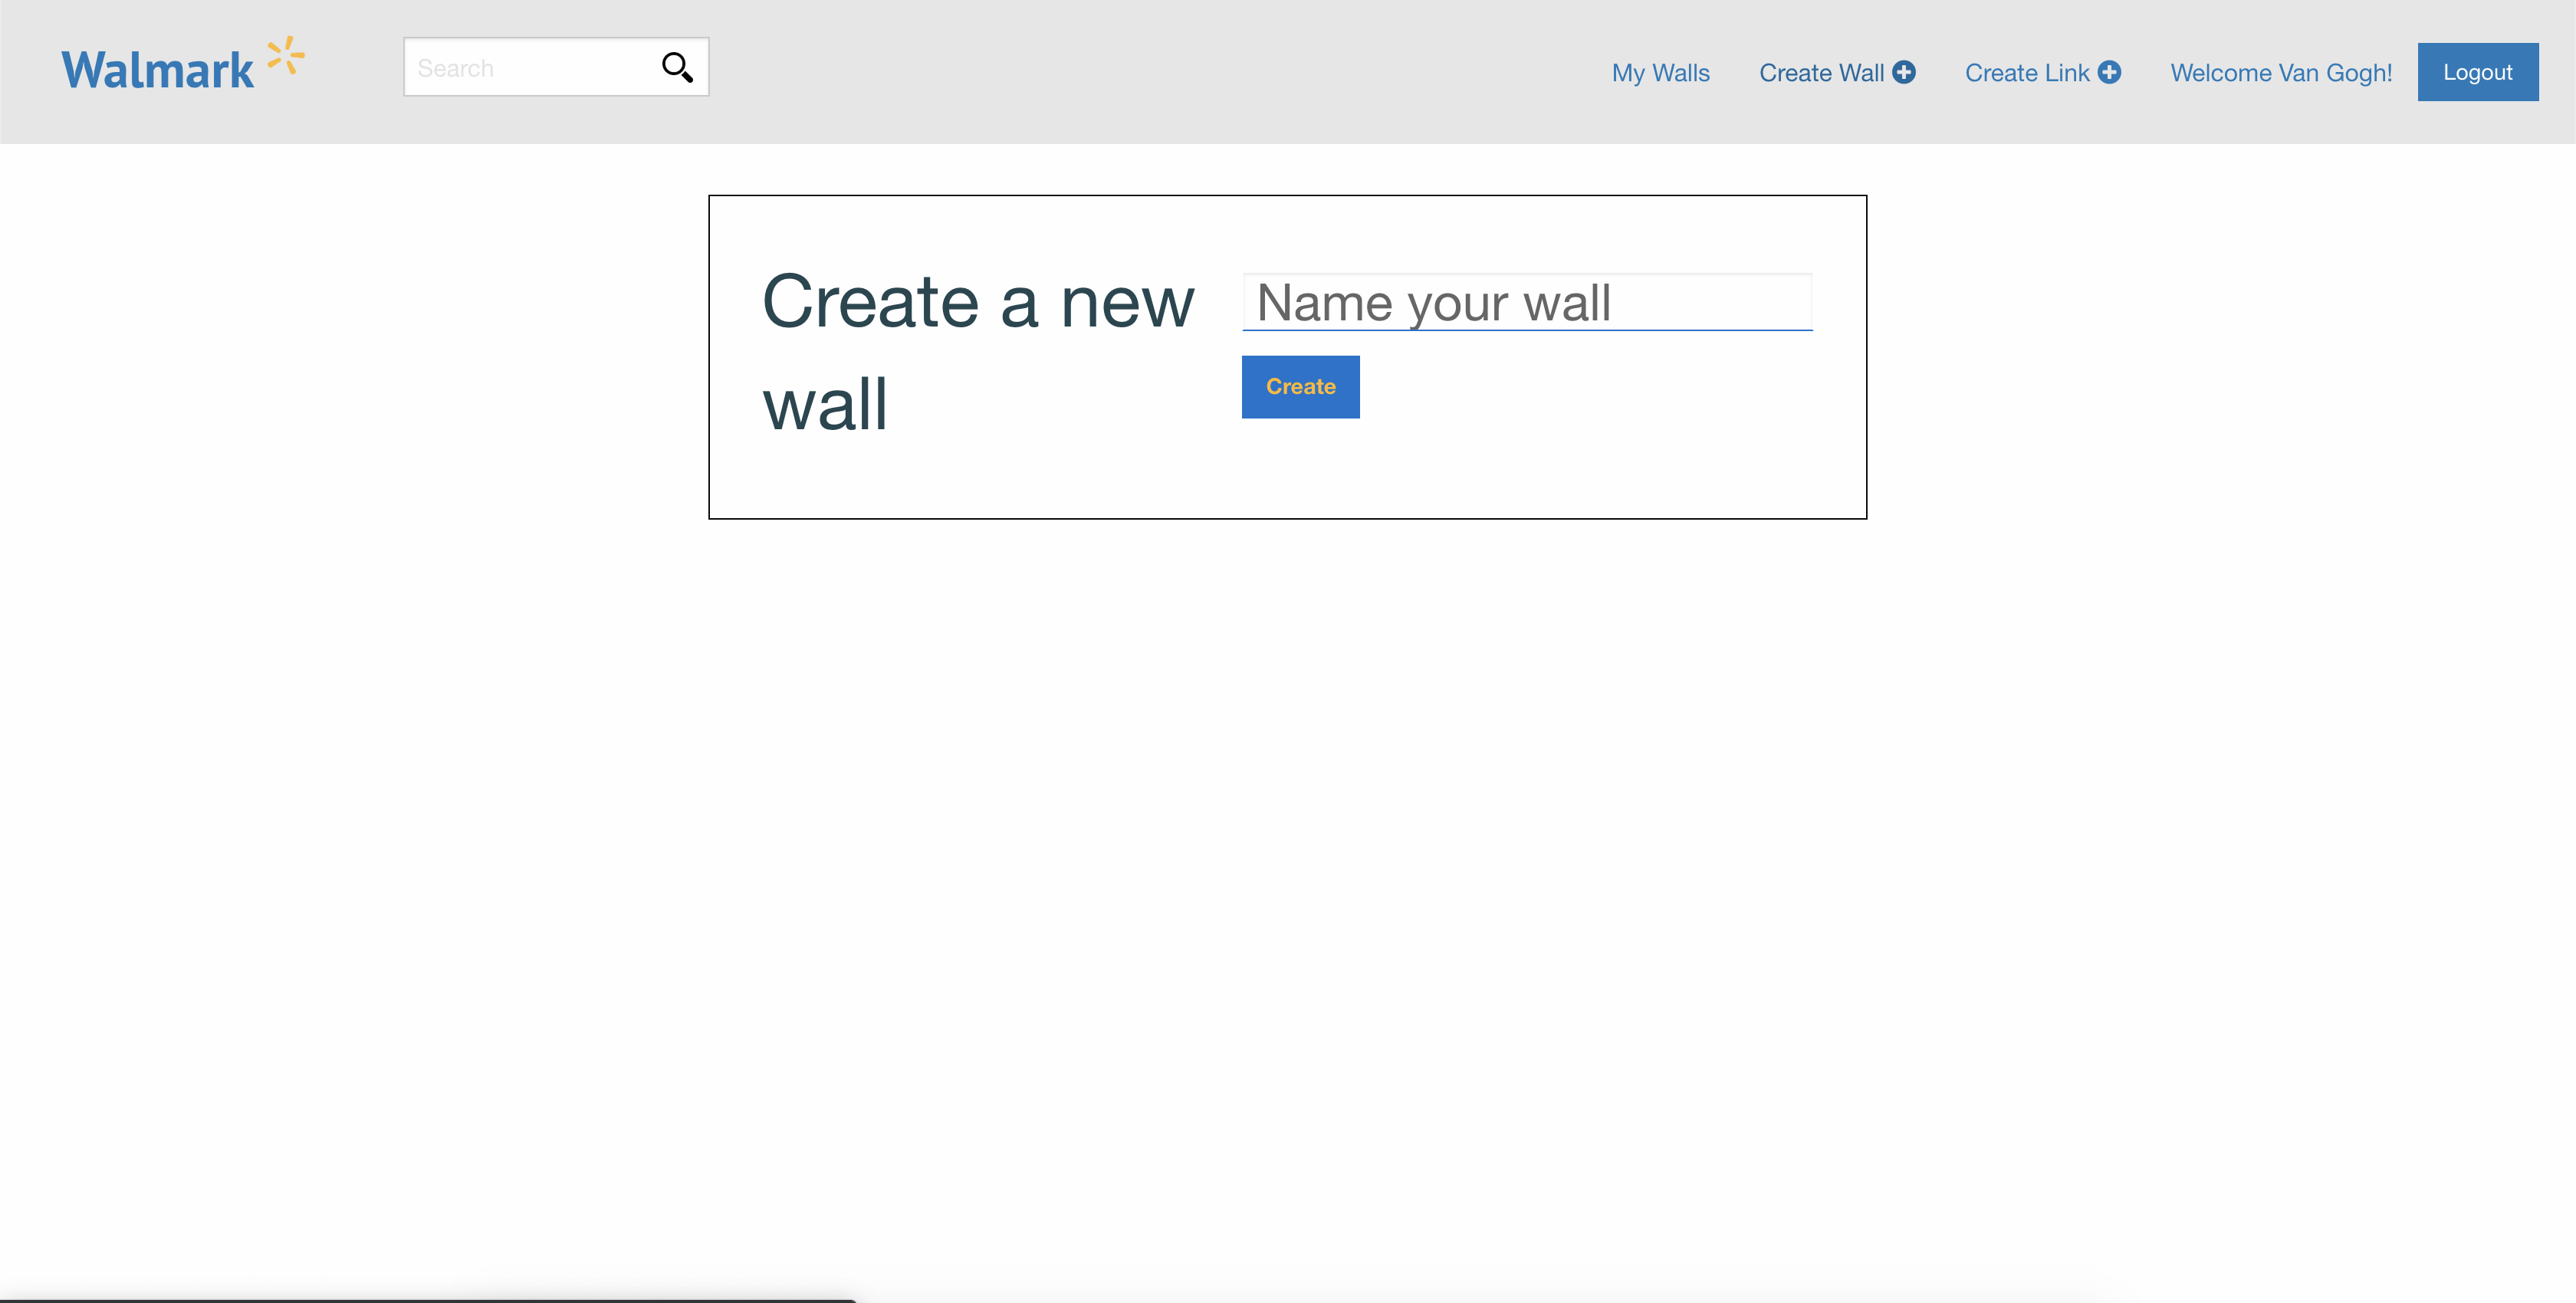 Walmark
Search
My Walls
Create Wall
Create Link
Welcome Van Gogh!
Logout
Create a new
wall
Name your wall
Create